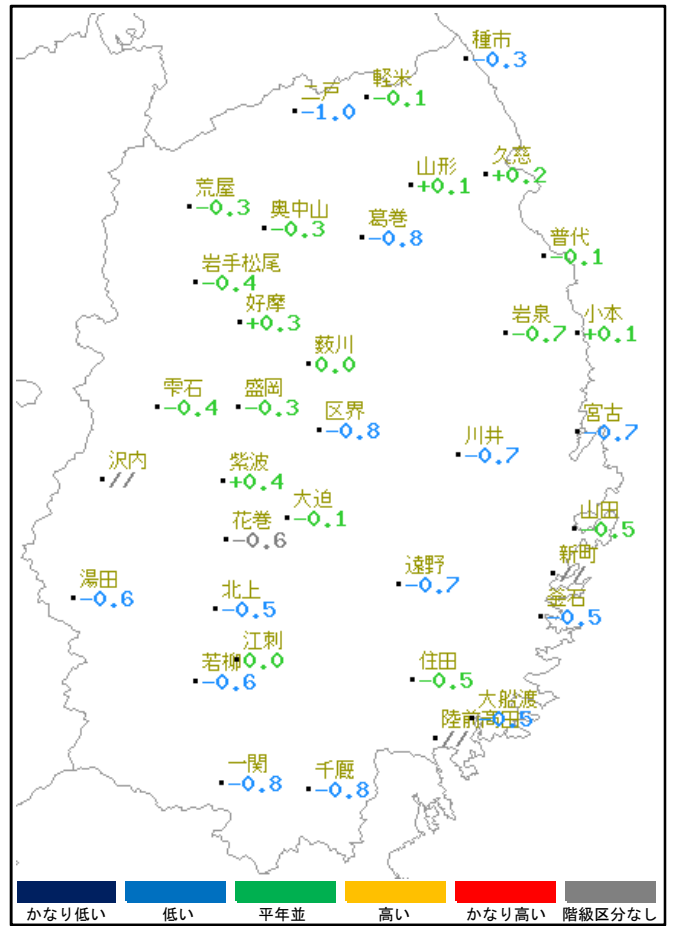 種市
-0.3
軽米
-0.1
二戸
-1.0
久慈
+0.2
山形
+0.1
荒屋
-0.3
奥中山
-0.3
葛巻
-0.8
普代
-0.1
岩手松尾
-0.4
好摩
+0.3
岩泉
-0.7
小本
+0.1
薮川
0.0
雫石
-0.4
盛岡
-0.3
区界
-0.8
宮古
-0.7
川井
-0.7
沢内
//
紫波
+0.4
大迫
-0.1
花巻
-0.6
山田
-0.5
新町
//
遠野
-0.7
湯田
-0.6
北上
-0.5
釜石
-0.5
江刺
0.0
若柳
-0.6
住田
-0.5
大船渡
-0.5
陸前高田
//
一関
-0.8
千厩
-0.8
かなり低い 低い 平年並 高い かなり高い 階級区分なし